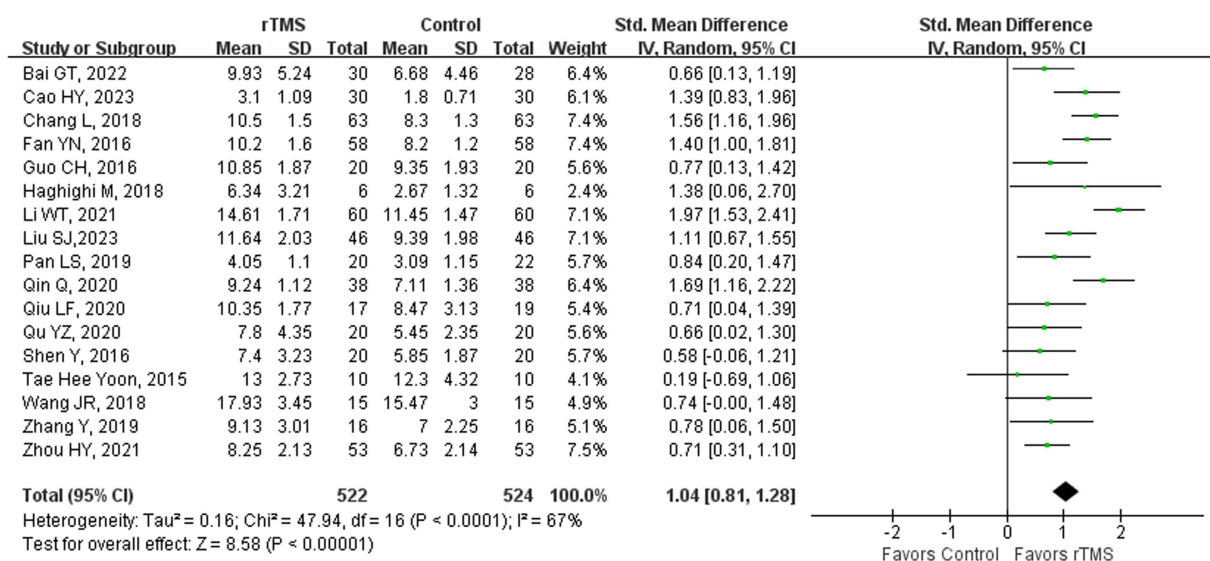 rTMS Control Std. Mean Difference Std. Mean Difference
Study or Subgroup Mean SD Total Mean SD Total Weight IV, Random, 95% CI IV, Random, 95% CI
Bai GT, 2022 9.93 5.24 30 6.68 4.46 28 6.4% 0.66 [0.13, 1.19]
Cao HY, 2023 3.1 1.09 30 1.8 0.71 30 6.1% 1.39 [0.83, 1.96]
Chang L, 2018 10.5 1.5 63 8.3 1.3 63 7.4% 1.56 [1.16, 1.96]
Fan YN, 2016 10.2 1.6 58 8.2 1.2 58 7.4% 1.40 [1.00, 1.81]
Guo CH, 2016 10.85 1.87 20 9.35 1.93 20 5.6% 0.77 [0.13, 1.42]
Haghighi M, 2018 6.34 3.21 6 2.67 1.32 6 2.4% 1.38 [0.06, 2.70]
Li WT, 2021 14.61 1.71 60 11.45 1.47 60 7.1% 1.97 [1.53, 2.41]
Liu SJ,2023 11.64 2.03 46 9.39 1.98 46 7.1% 1.11 [0.67, 1.55]
Pan LS, 2019 4.05 1.1 20 3.09 1.15 22 5.7% 0.84 [0.20, 1.47]
Qin Q, 2020 9.24 1.12 38 7.11 1.36 38 6.4% 1.69 [1.16, 2.22]
Qiu LF, 2020 10.35 1.77 17 8.47 3.13 19 5.4% 0.71 [0.04, 1.39]
Qu YZ, 2020 7.8 4.35 20 5.45 2.35 20 5.6% 0.66 [0.02, 1.30]
Shen Y, 2016 7.4 3.23 20 5.85 1.87 20 5.7% 0.58 [-0.06, 1.21]
Tae Hee Yoon, 2015 13 2.73 10 12.3 4.32 10 4.1% 0.19 [-0.69, 1.06]
Wang JR, 2018 17.93 3.45 15 15.47 3 15 4.9% 0.74 [-0.00, 1.48]
Zhang Y, 2019 9.13 3.01 16 7 2.25 16 5.1% 0.78 [0.06, 1.50]
Zhou HY, 2021 8.25 2.13 53 6.73 2.14 53 7.5% 0.71 [0.31, 1.10]
Total (95% CI) 522 524 100.0% 1.04 [0.81, 1.28]
Heterogeneity: Tau² = 0.16; Chi² = 47.94, df = 16 (P < 0.0001); I² = 67%
Test for overall effect: Z = 8.58 (P < 0.00001)
-2 -1 0 1 2
Favors Control Favors rTMS